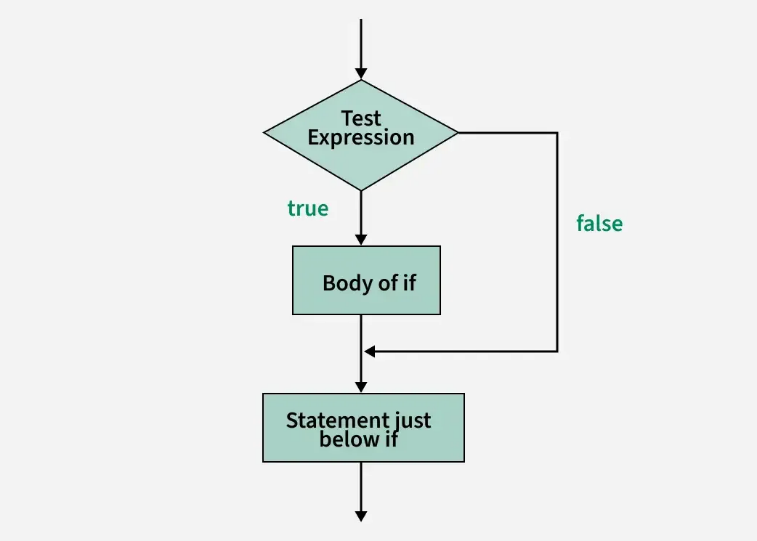 Test
Expression
true
false
Body of if
Statement just
below if